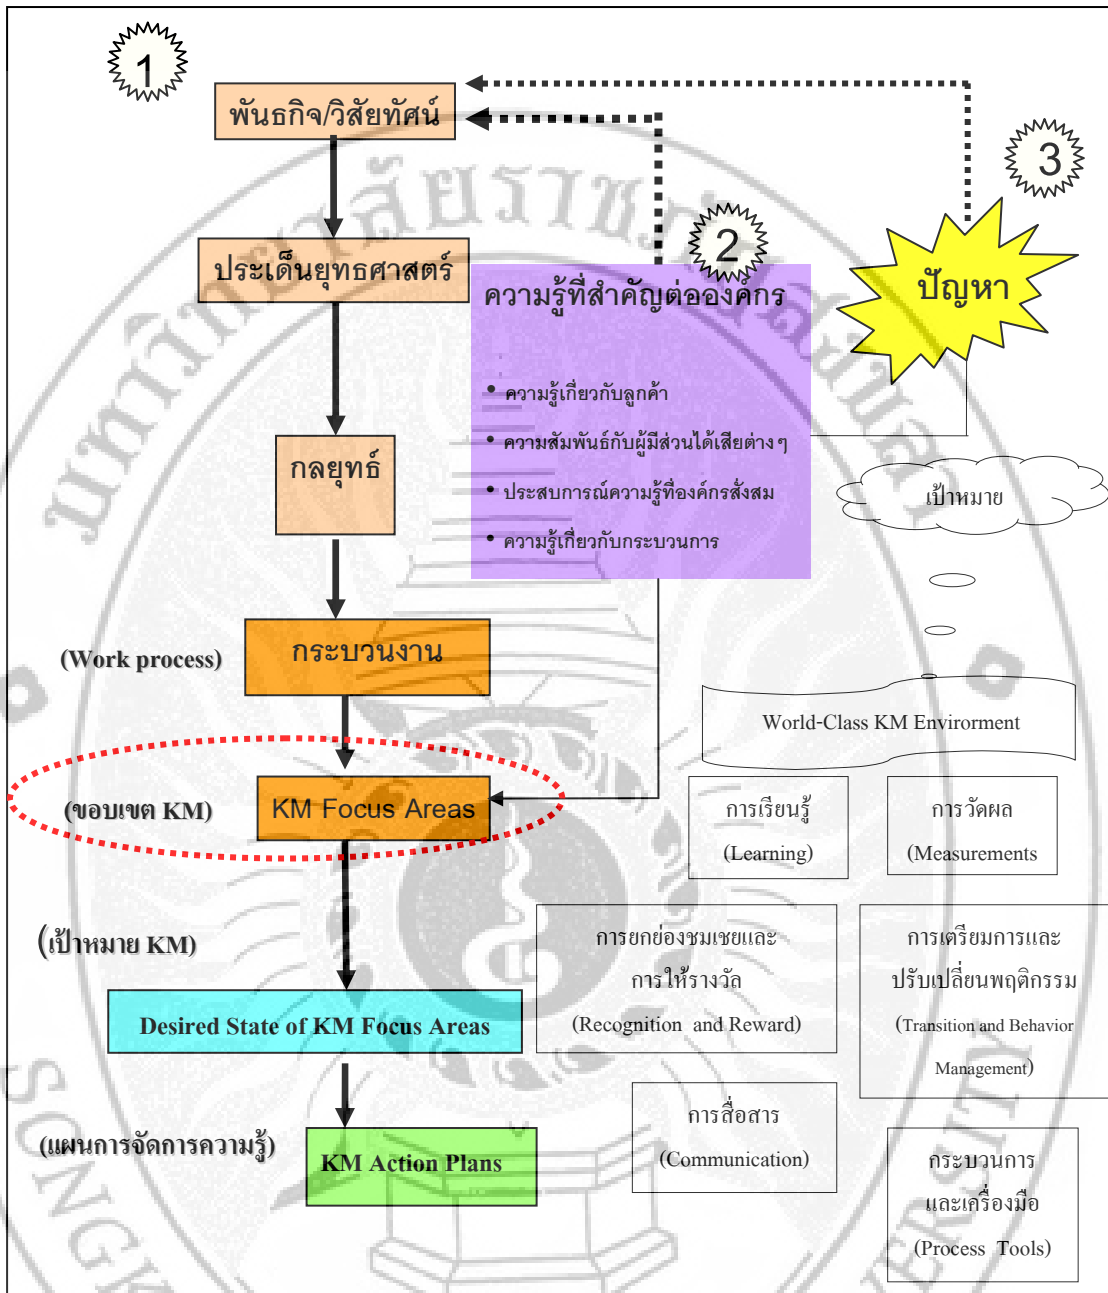 1
พันธกิจ/วิสัยทัศน์
3
2
ประเด็นยุทธศาสตร์
ความรู้ที่สำคัญต่อองค์กร
ปัญหา
• ความรู้เกี่ยวกับลูกค้า
• ความสัมพันธ์กับผู้มีส่วนได้เสียต่างๆ
• ประสบการณ์ความรู้ที่องค์กรสั่งสม
• ความรู้เกี่ยวกับกระบวนการ
กลยุทธ์
เป้าหมาย
(Work process)
กระบวนงาน
World-Class KM Envirorment
(ขอบเขต KM)
KM Focus Areas
การเรียนรู้
(Learning)
การวัดผล
(Measurements
(เป้าหมาย KM)
การยกย่องชมเชยและ
การให้รางวัล
(Recognition and Reward)
การเตรียมการและ
ปรับเปลี่ยนพฤติกรรม
(Transition and Behavior
Management)
Desired State of KM Focus Areas
การสื่อสาร
(Communication)
(แผนการจัดการความรู้)
KM Action Plans
กระบวนการ
และเครื่องมือ
(Process Tools)